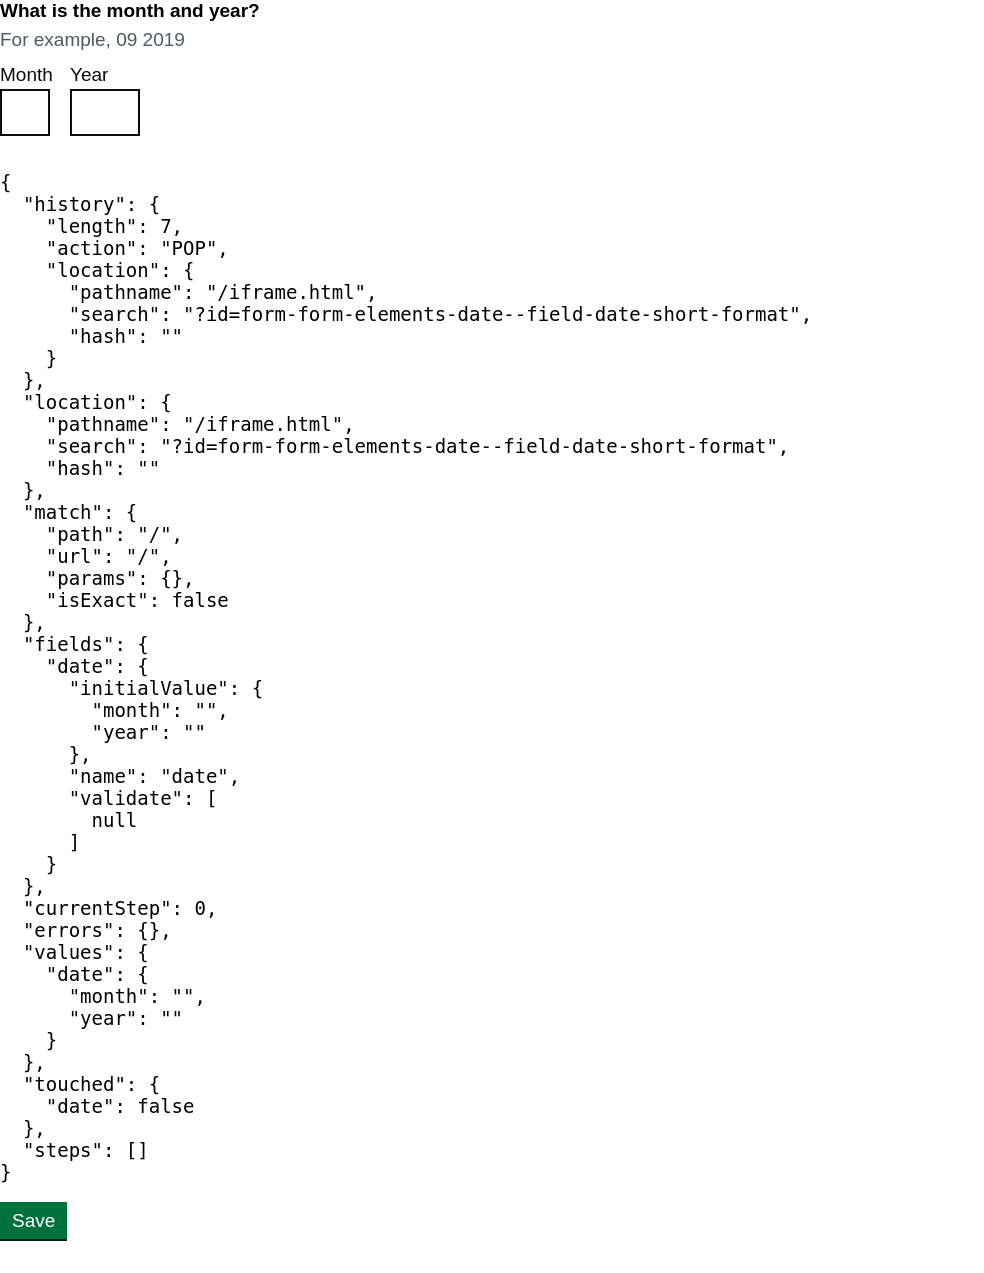 What is the month and year?
For example, 09 2019
Month Year
{
  "history": {
    "length": 7,
    "action": "POP",
    "location": {
      "pathname": "/iframe.html",
      "search": "?id=form-form-elements-date--field-date-short-format",
      "hash": ""
    }
  },
  "location": {
    "pathname": "/iframe.html",
    "search": "?id=form-form-elements-date--field-date-short-format",
    "hash": ""
  },
  "match": {
    "path": "/",
    "url": "/",
    "params": {},
    "isExact": false
  },
  "fields": {
    "date": {
      "initialValue": {
        "month": "",
        "year": ""
      },
      "name": "date",
      "validate": [
        null
      ]
    }
  },
  "currentStep": 0,
  "errors": {},
  "values": {
    "date": {
      "month": "",
      "year": ""
    }
  },
  "touched": {
    "date": false
  },
  "steps": []
}
Save